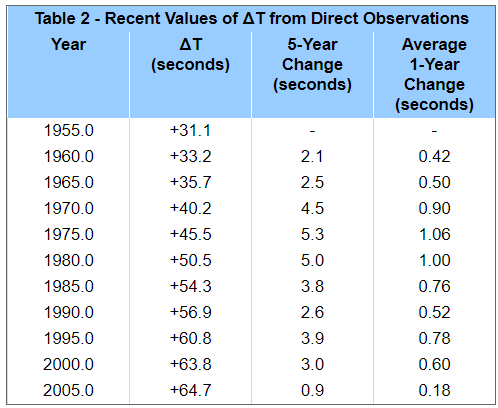 Table 2 - Recent Values of ΔT from Direct Observations
Year ΔT (seconds) 5-Year Change (seconds) Average 1-Year Change (seconds)
1955.0 +31.1 - -
1960.0 +33.2 2.1 0.42
1965.0 +35.7 2.5 0.50
1970.0 +40.2 4.5 0.90
1975.0 +45.5 5.3 1.06
1980.0 +50.5 5.0 1.00
1985.0 +54.3 3.8 0.76
1990.0 +56.9 2.6 0.52
1995.0 +60.8 3.9 0.78
2000.0 +63.8 3.0 0.60
2005.0 +64.7 0.9 0.18